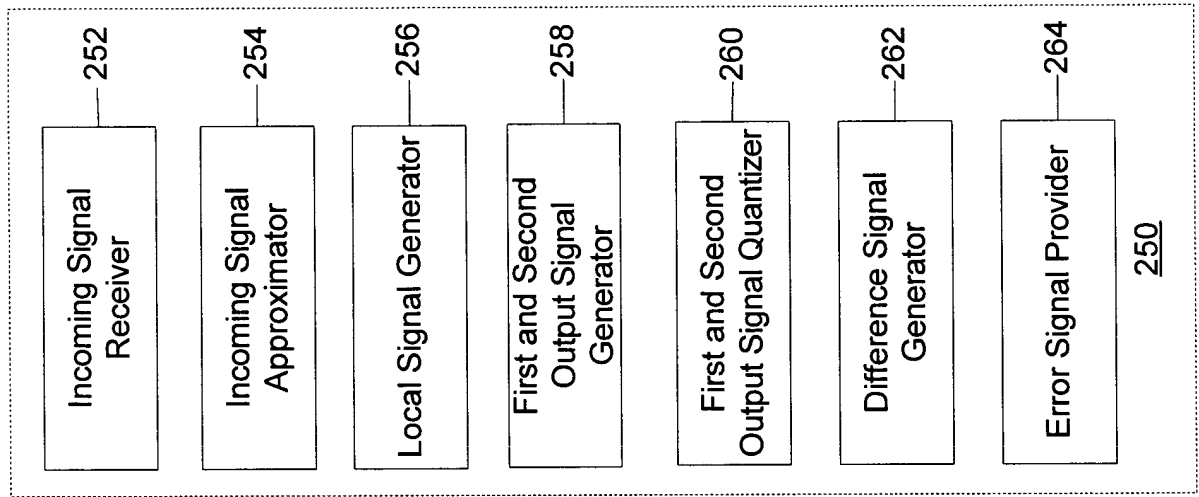 Incoming Signal
Receiver
252
Incoming Signal
Approximator
254
Local Signal Generator
256
First and Second
Output Signal
Generator
258
First and Second
Output Signal Quantizer
260
Difference Signal
Generator
262
Error Signal Provider
264
250